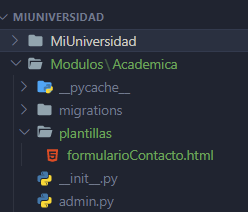 MIUNIVERSIDAD
MiUniversidad
Modulos\Academica
__pycache__
migrations
plantillas
formularioContacto.html
__init__.py
admin.py